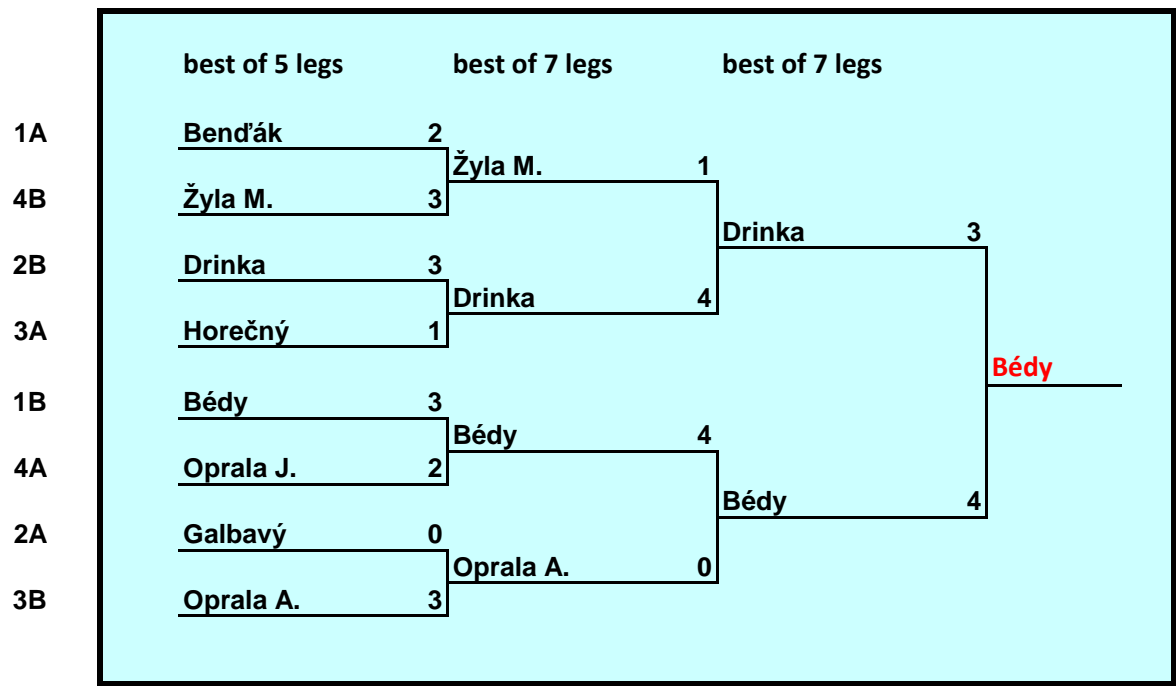 best of 5 legs best of 7 legs best of 7 legs
1A Benďák 2
Žyla M. 1
4B Žyla M. 3
Drinka 3
2B Drinka 3
Drinka 4
3A Horečný 1
Bédy
1B Bédy 3
Bédy 4
4A Oprala J. 2
Bédy 4
2A Galbavý 0
Oprala A. 0
3B Oprala A. 3